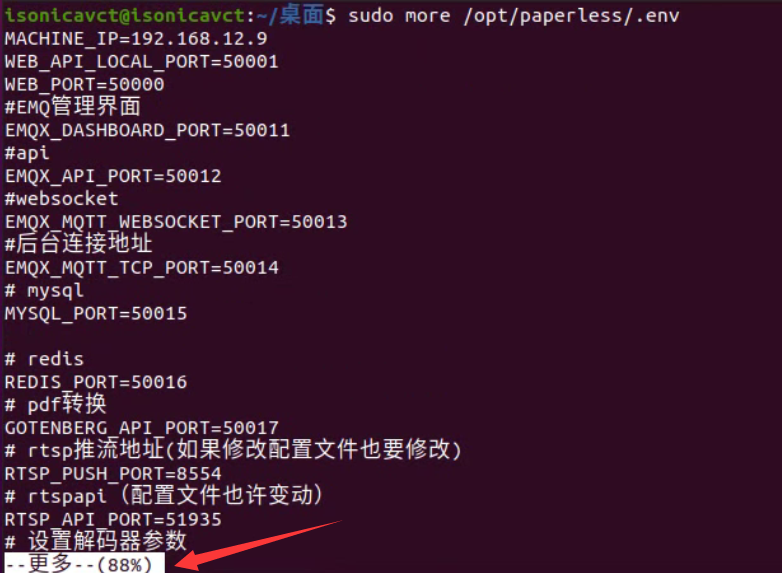 isonicavct@isonicavct:~/桌面$ sudo more /opt/paperless/.env
MACHINE_IP=192.168.12.9
WEB_API_LOCAL_PORT=50001
WEB_PORT=50000
#EMQ管理界面
EMQX_DASHBOARD_PORT=50011
#api
EMQX_API_PORT=50012
#websocket
EMQX_MQTT_WEBSOCKET_PORT=50013
#后台连接地址
EMQX_MQTT_TCP_PORT=50014
# mysql
MYSQL_PORT=50015
# redis
REDIS_PORT=50016
# pdf转换
GOTENBERG_API_PORT=50017
# rtsp推流地址(如果修改配置文件也要修改)
RTSP_PUSH_PORT=8554
# rtspapi（配置文件也许变动）
RTSP_API_PORT=51935
# 设置解码器参数
--更多--(88%)